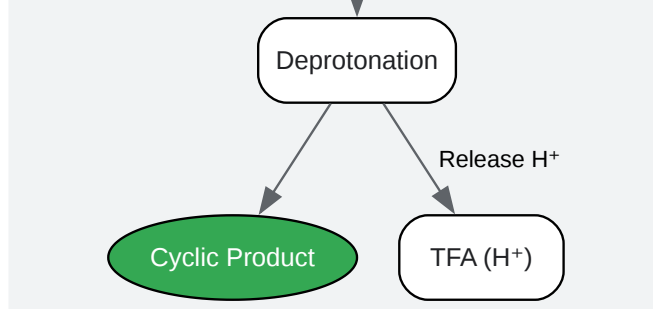 Deprotonation
Release H⁺
Cyclic Product
TFA (H⁺)